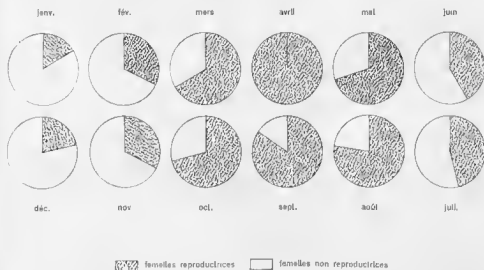 janv. fév. mars avril mai juin
déc. nov. oct. sept. août juil.
femelles reproductrices femelles non reproductrices